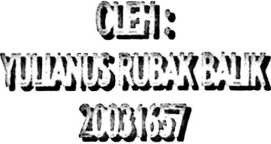 OLEH :
YULIANUS RUBAK BALIK
20031657